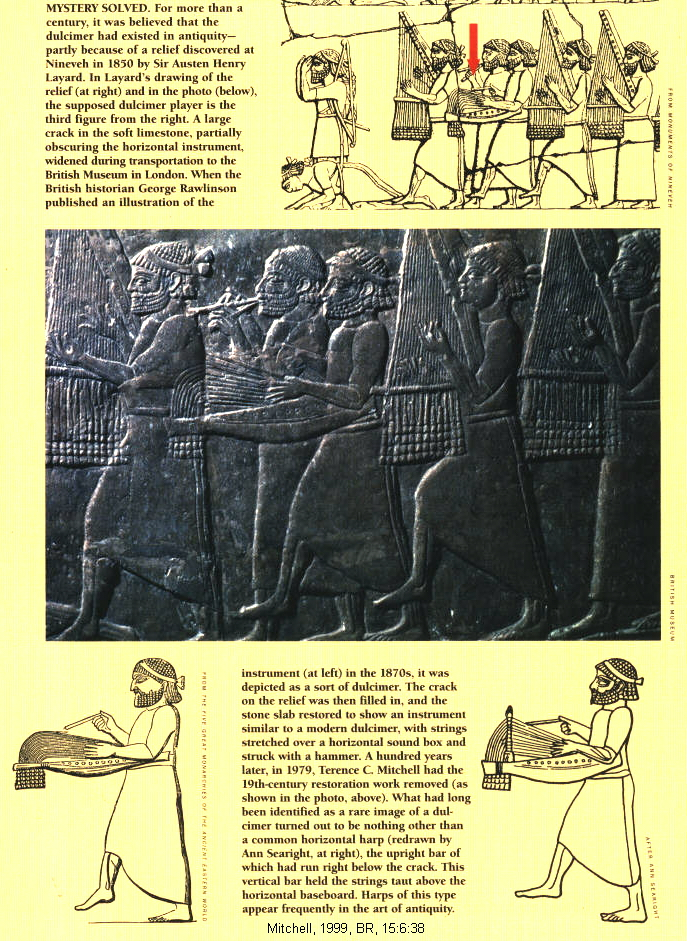 MYSTERY SOLVED. For more than a
century, it was believed that the
dulcimer had existed in antiquity—
partly because of a relief discovered at
Nineveh in 1850 by Sir Austen Henry
Layard. In Layard's drawing of the
relief (at right) and in the photo (below),
the supposed dulcimer player is the
third figure from the right. A large
crack in the soft limestone, partially
obscuring the horizontal instrument,
widened during transportation to the
British Museum in London. When the
British historian George Rawlinson
published an illustration of the
FROM MONUMENTS OF NINEVEH
BRITISH MUSEUM
FROM THE FIVE GREAT MONARCHIES OF THE ANCIENT EASTERN WORLD
instrument (at left) in the 1870s, it was
depicted as a sort of dulcimer. The crack
on the relief was then filled in, and the
stone slab restored to show an instrument
similar to a modern dulcimer, with strings
stretched over a horizontal sound box and
struck with a hammer. A hundred years
later, in 1979, Terence C. Mitchell had the
19th-century restoration work removed (as
shown in the photo, above). What had long
been identified as a rare image of a dul-
cimer turned out to be nothing other than
a common horizontal harp (redrawn by
Ann Searight, at right), the upright bar of
which had run right below the crack. This
vertical bar held the strings taut above the
horizontal baseboard. Harps of this type
appear frequently in the art of antiquity.
AFTER ANN SEARIGHT
Mitchell, 1999, BR, 15:6:38